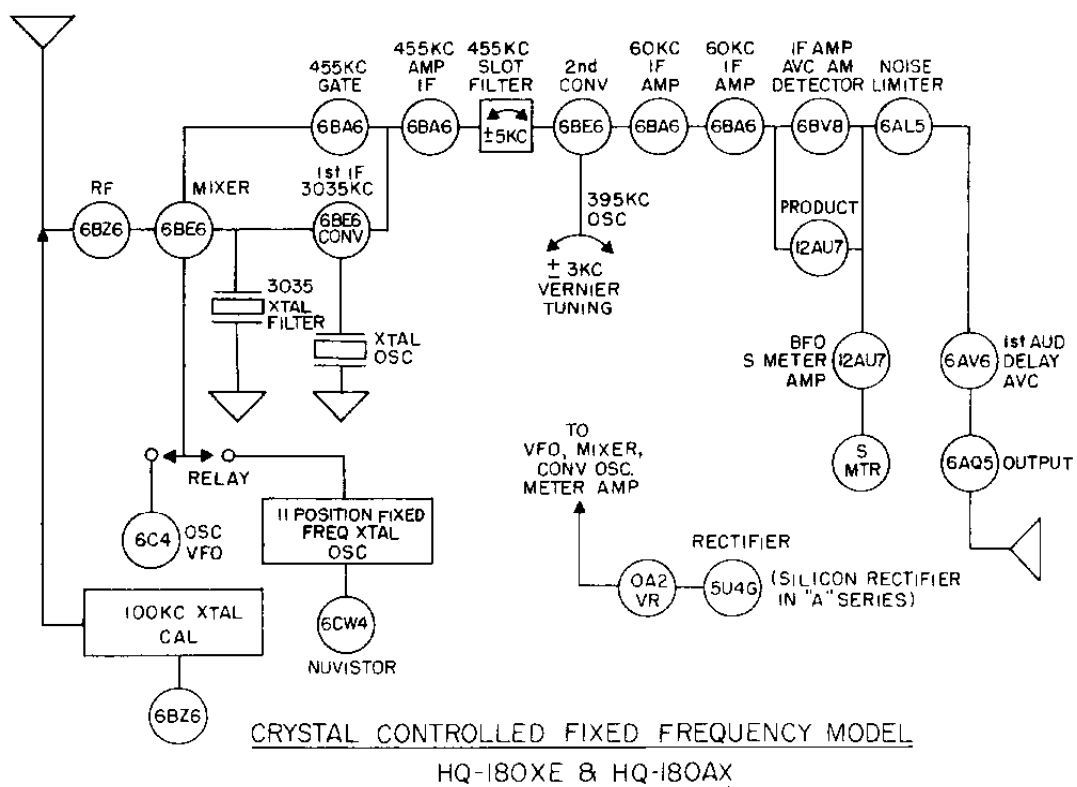 455KC
GATE
6BA6
455KC
AMP
IF
6BA6
455KC
SLOT
FILTER
±5KC
2nd
CONV
6BE6
60KC
IF
AMP
6BA6
60KC
IF
AMP
6BA6
IF AMP
AVC AM
DETECTOR
6BV8
NOISE
LIMITER
6AL5
RF
6BZ6
MIXER
6BE6
1st IF
3035KC
6BE6
CONV
395KC
OSC
± 3KC
VERNIER
TUNING
PRODUCT
12AU7
3035
XTAL
FILTER
XTAL
OSC
BFO
S METER
AMP
12AU7
6AV6
1st AUD
DELAY
AVC
S
MTR
6AQ5
OUTPUT
RELAY
6C4
OSC
VFO
11 POSITION FIXED
FREQ XTAL
OSC
6CW4
NUVISTOR
TO
VFO, MIXER,
CONV OSC.
METER AMP
OA2
VR
RECTIFIER
5U4G
(SILICON RECTIFIER
IN "A" SERIES)
100KC XTAL
CAL
6BZ6
CRYSTAL CONTROLLED FIXED FREQUENCY MODEL
HQ-180XE & HQ-180AX